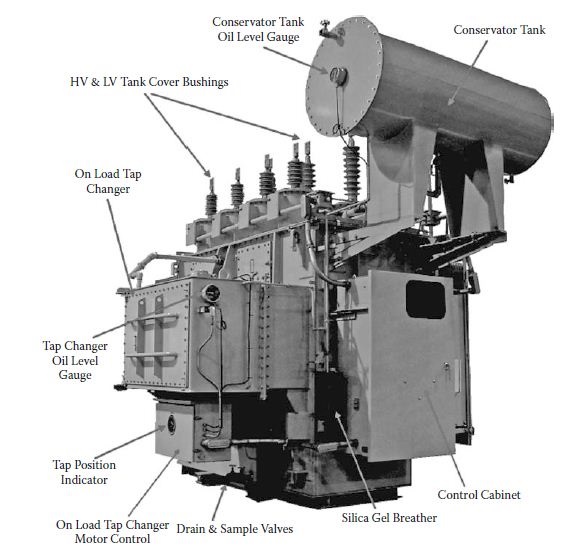 Conservator Tank
Oil Level Gauge
Conservator Tank
HV & LV Tank Cover Bushings
On Load Tap
Changer
Tap Changer
Oil Level
Gauge
Tap Position
Indicator
Control Cabinet
On Load Tap Changer
Motor Control
Drain & Sample Valves
Silica Gel Breather